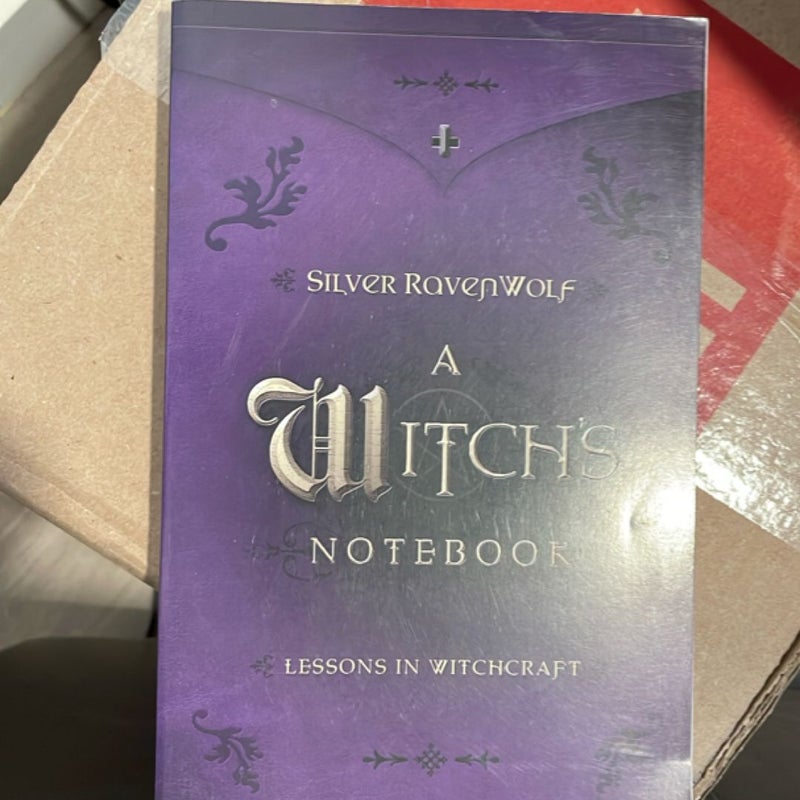 SILVER RAVENWOLF
A
WITCH'S
NOTEBOOK
LESSONS IN WITCHCRAFT